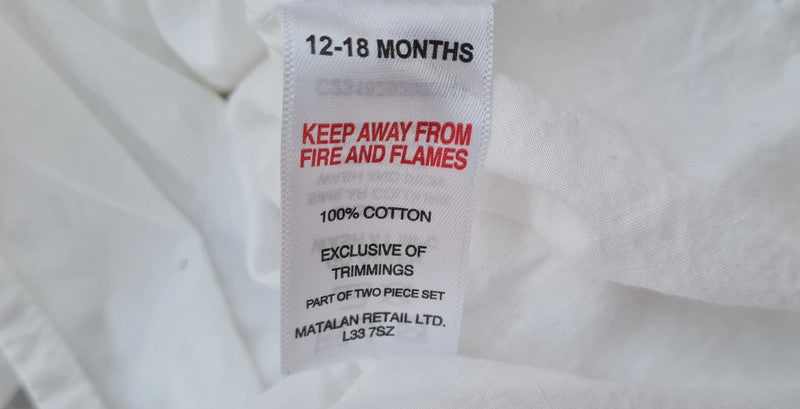 12-18 MONTHS
KEEP AWAY FROM
FIRE AND FLAMES
100% COTTON
EXCLUSIVE OF
TRIMMINGS
PART OF TWO PIECE SET
MATALAN RETAIL LTD.
L33 7SZ